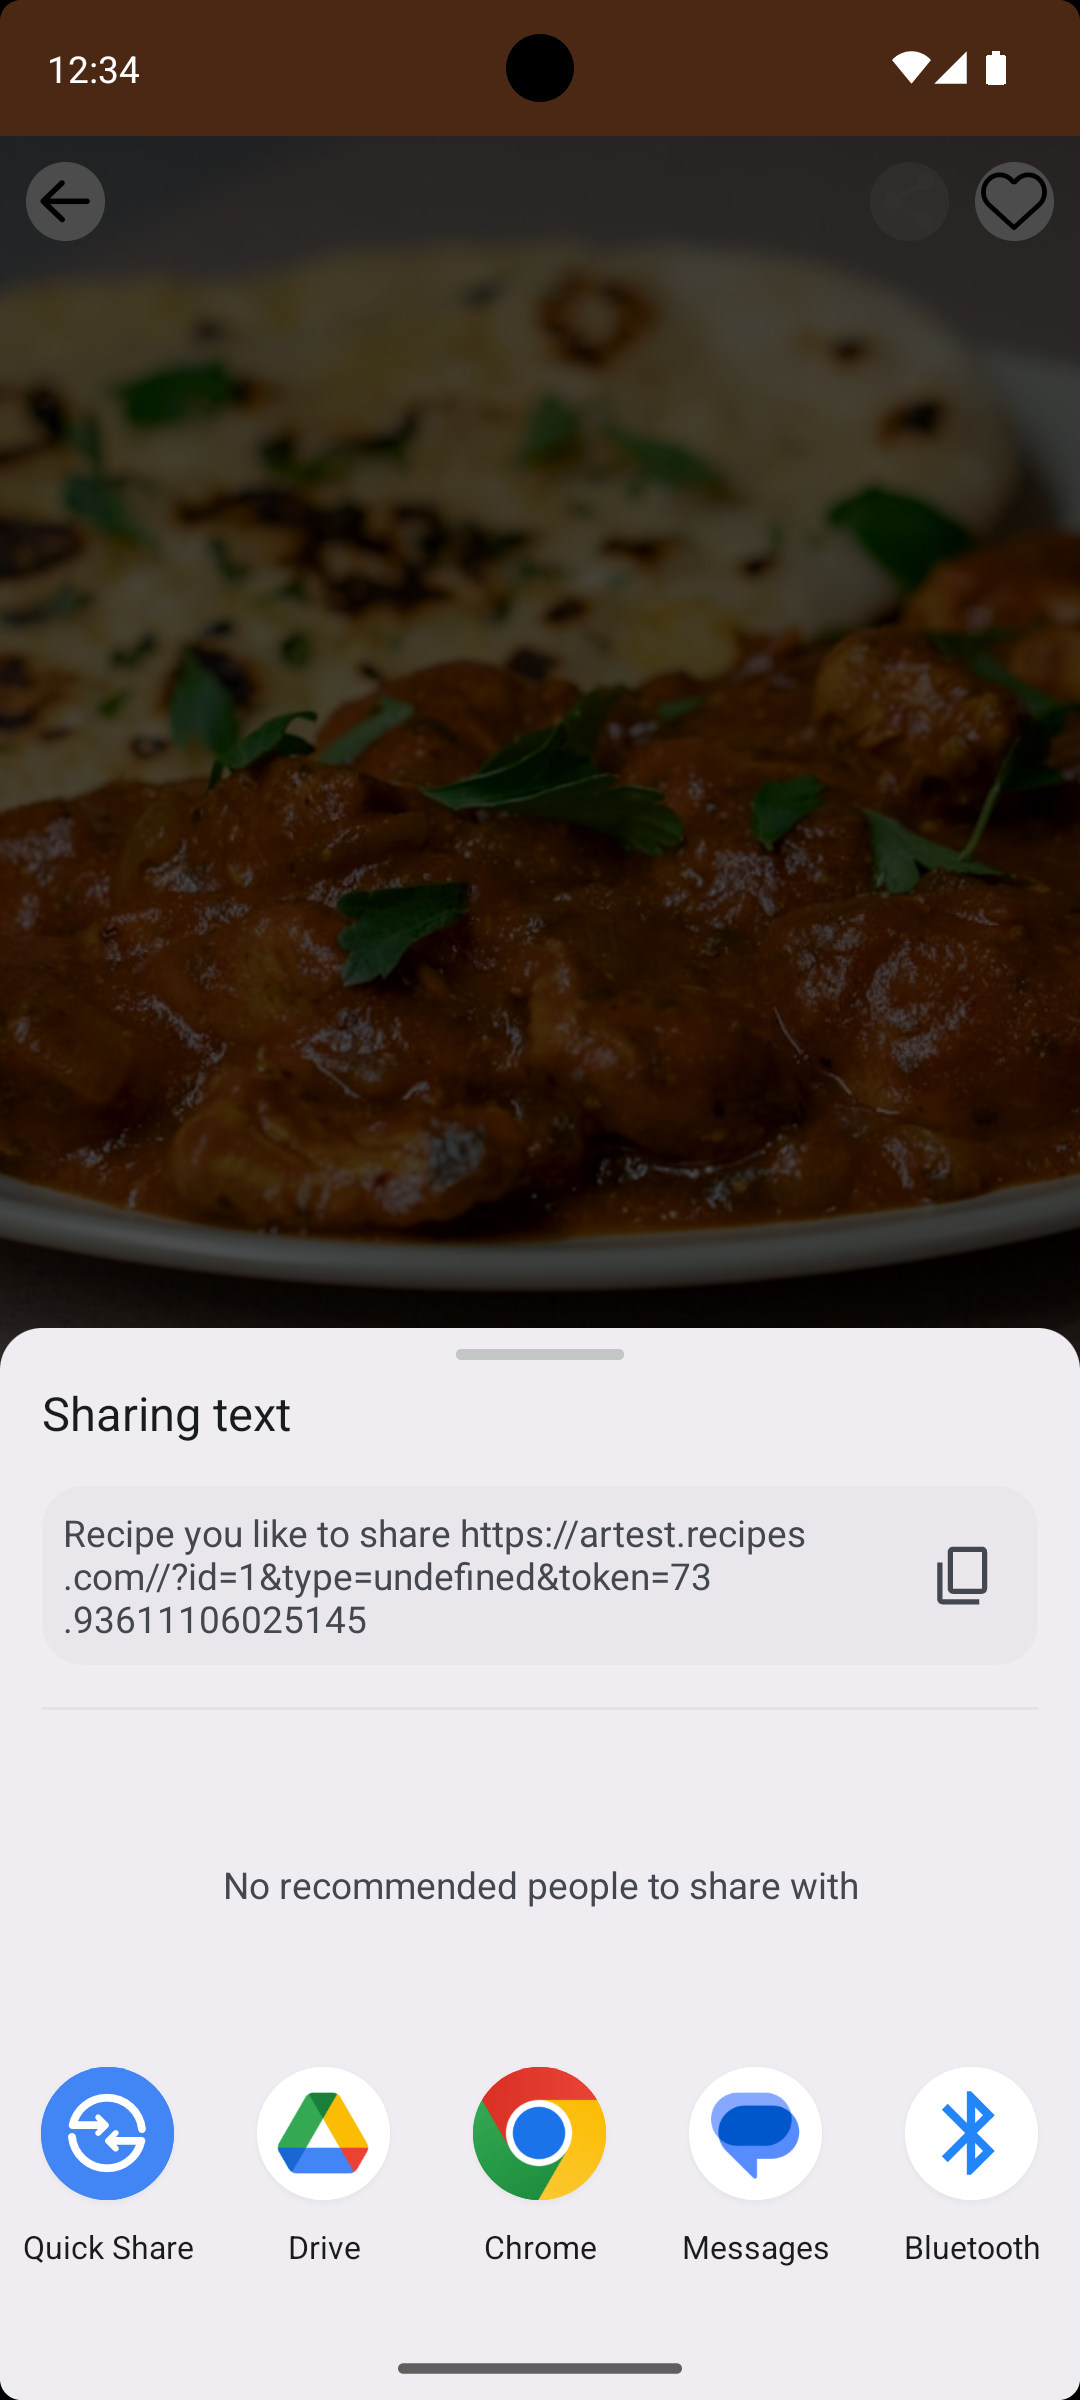 12:34
Sharing text
Recipe you like to share https://artest.recipes
.com//?id=1&type=undefined&token=73
.93611106025145
No recommended people to share with
Quick Share
Drive
Chrome
Messages
Bluetooth